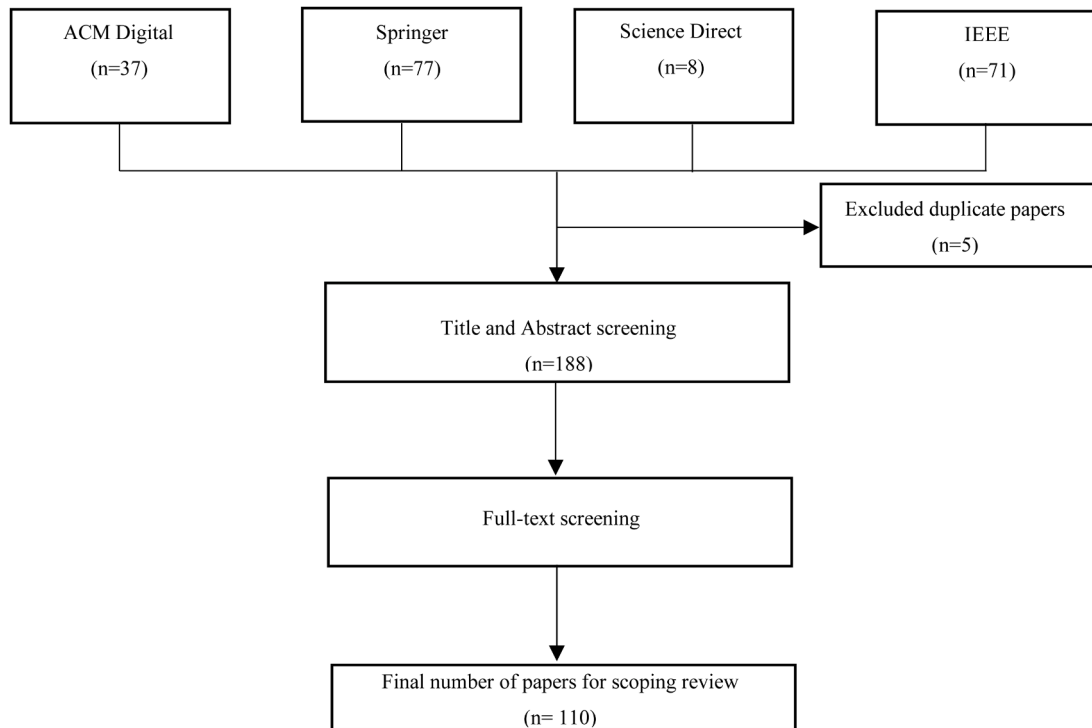 ACM Digital
(n=37)
Springer
(n=77)
Science Direct
(n=8)
IEEE
(n=71)
Excluded duplicate papers
(n=5)
Title and Abstract screening
(n=188)
Full-text screening
Final number of papers for scoping review
(n= 110)